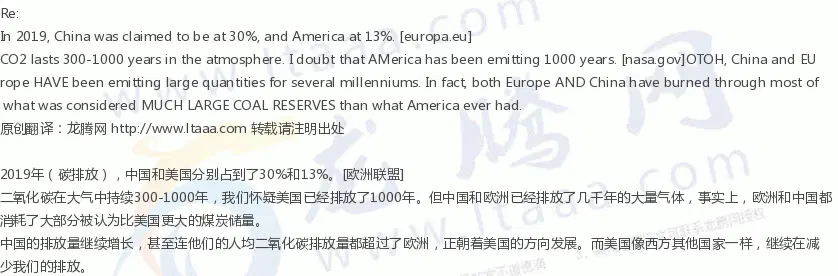 Re:
In 2019, China was claimed to be at 30%, and America at 13%. [europa.eu]
CO2 lasts 300-1000 years in the atmosphere. I doubt that AMerica has been emitting 1000 years. [nasa.gov]OTOH, China and EU
rope HAVE been emitting large quantities for several millenniums. In fact, both Europe AND China have burned through most of
what was considered MUCH LARGE COAL RESERVES than what America ever had.
原创翻译：龙腾网 http://www.ltaaa.com 转载请注明出处
2019年（碳排放），中国和美国分别占到了30%和13%。[欧洲联盟]
二氧化碳在大气中持续300-1000年，我们怀疑美国已经排放了1000年。但中国和欧洲已经排放了几千年的大量气体，事实上，欧洲和中国都
消耗了大部分被认为比美国更大的煤炭储量。
中国的排放量继续增长，甚至连他们的人均二氧化碳排放量都超过了欧洲，正朝着美国的方向发展。而美国像西方其他国家一样，继续在减
少我们的排放。
龙腾网
www.ltaaa.com